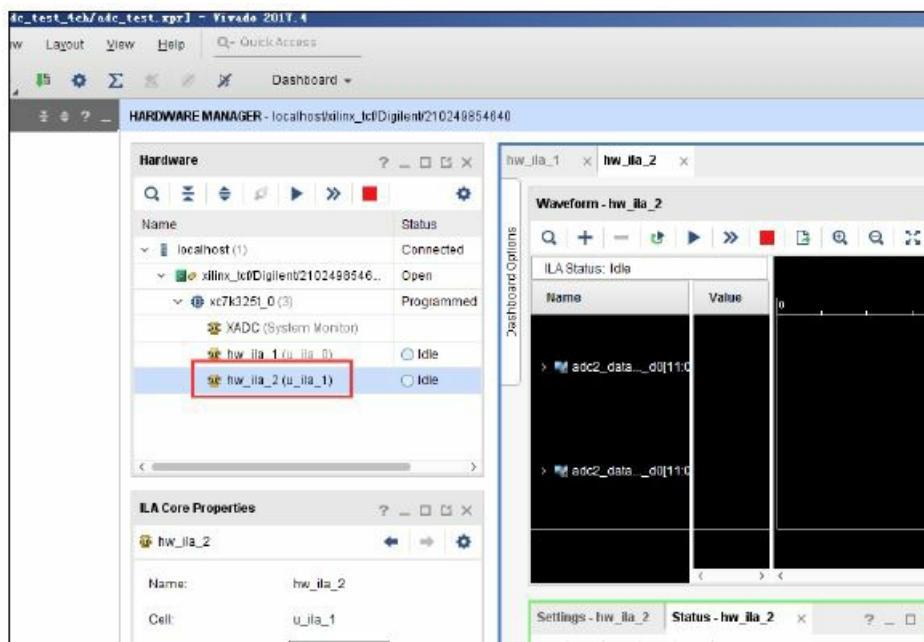 dc_test_4ch/adc_test.xpr] - Vivado 2017.4
ow Layout View Help Q- Quick Access
Dashboard
HARDWARE MANAGER - localhost/xilinx_tcf/Digilent/210249854640
Hardware
Name Status
localhost (1) Connected
xilinx_tcf/Digilent/2102498546... Open
xc7k325t_0 (3) Programmed
XADC (System Monitor)
hw_ila_1 (u_ila_0) Idle
hw_ila_2 (u_ila_1) Idle
ILA Core Properties
hw_ila_2
Name: hw_ila_2
Cell: u_ila_1
hw_ila_1 hw_ila_2
Dashboard Options
Waveform - hw_ila_2
ILA Status: Idle
Name Value
0
adc2_data..._d0[11:0
adc2_data..._d0[11:0
Settings - hw_ila_2 Status - hw_ila_2